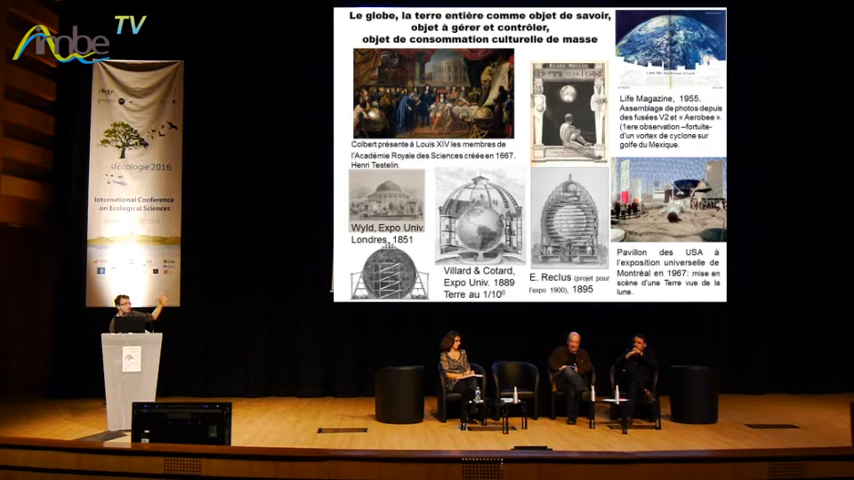 Ambe TV
Le globe, la terre entière comme objet de savoir,
objet à gérer et contrôler,
objet de consommation culturelle de masse
Colbert présente à Louis XIV les membres de
l'Académie Royale des Sciences créée en 1667.
Henri Testelin.
Life Magazine, 1955.
Assemblage de photos depuis
des fusées V2 et « Aerobee ».
(1ere observation –fortuite-
d'un vortex de cyclone sur
golfe du Mexique.
Wyld, Expo Univ.
Londres, 1851
Villard & Cotard,
Expo Univ. 1889
Terre au 1/10⁶
E. Reclus (projet pour
l'expo 1900), 1895
Pavillon des USA à
l'exposition universelle de
Montréal en 1967: mise en
scène d'une Terre vue de la
lune.
sfécologie2016
International Conference
on Ecological Sciences